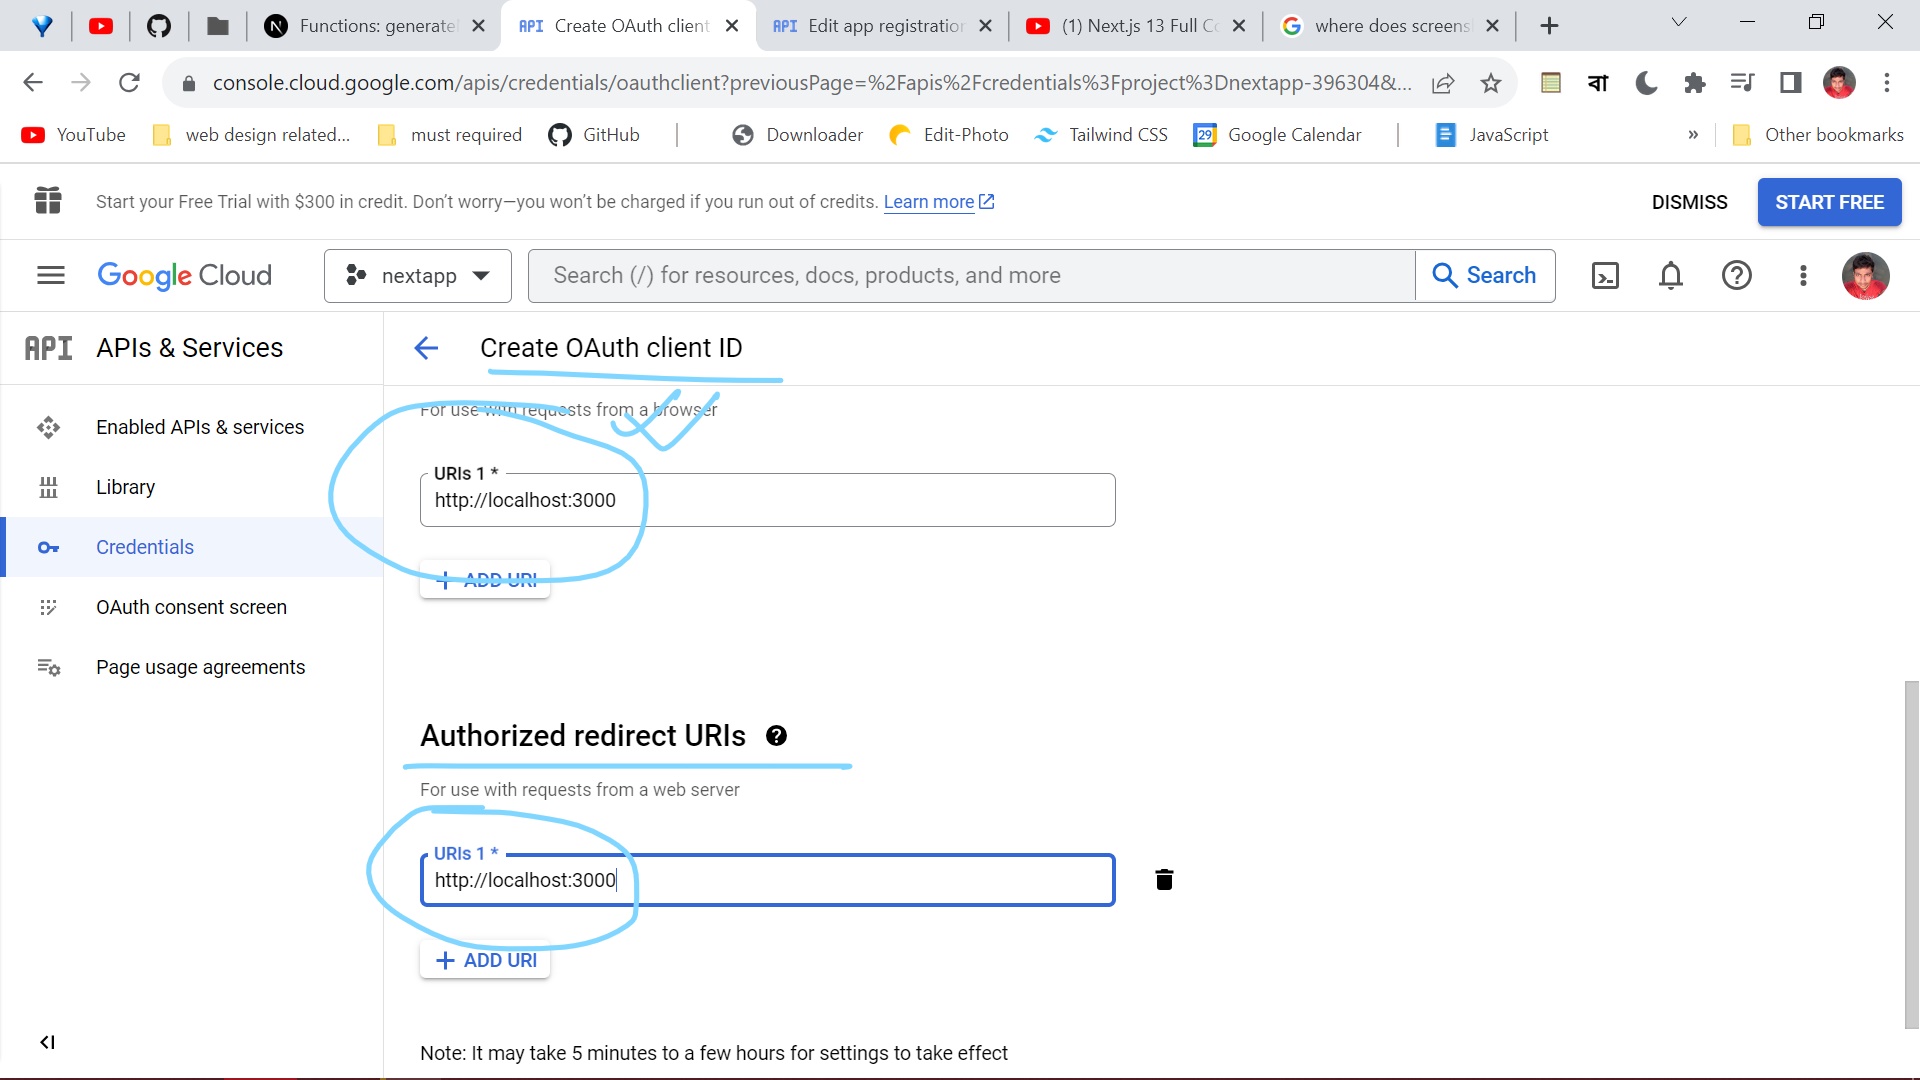 Functions: generate
API Create OAuth client
API Edit app registration
(1) Next.js 13 Full Co
where does screensh
console.cloud.google.com/apis/credentials/oauthclient?previousPage=%2Fapis%2Fcredentials%3Fproject%3Dnextapp-396304&...
বা
YouTube
web design related...
must required
GitHub
Downloader
Edit-Photo
Tailwind CSS
29
Google Calendar
JavaScript
»
Other bookmarks
Start your Free Trial with $300 in credit. Don’t worry—you won’t be charged if you run out of credits. Learn more
DISMISS
START FREE
Google Cloud
nextapp
Search (/) for resources, docs, products, and more
Search
API APIs & Services
Create OAuth client ID
Enabled APIs & services
Library
Credentials
OAuth consent screen
Page usage agreements
For use with requests from a browser
URIs 1 *
http://localhost:3000
+ ADD URI
Authorized redirect URIs
For use with requests from a web server
URIs 1 *
http://localhost:3000
+ ADD URI
Note: It may take 5 minutes to a few hours for settings to take effect